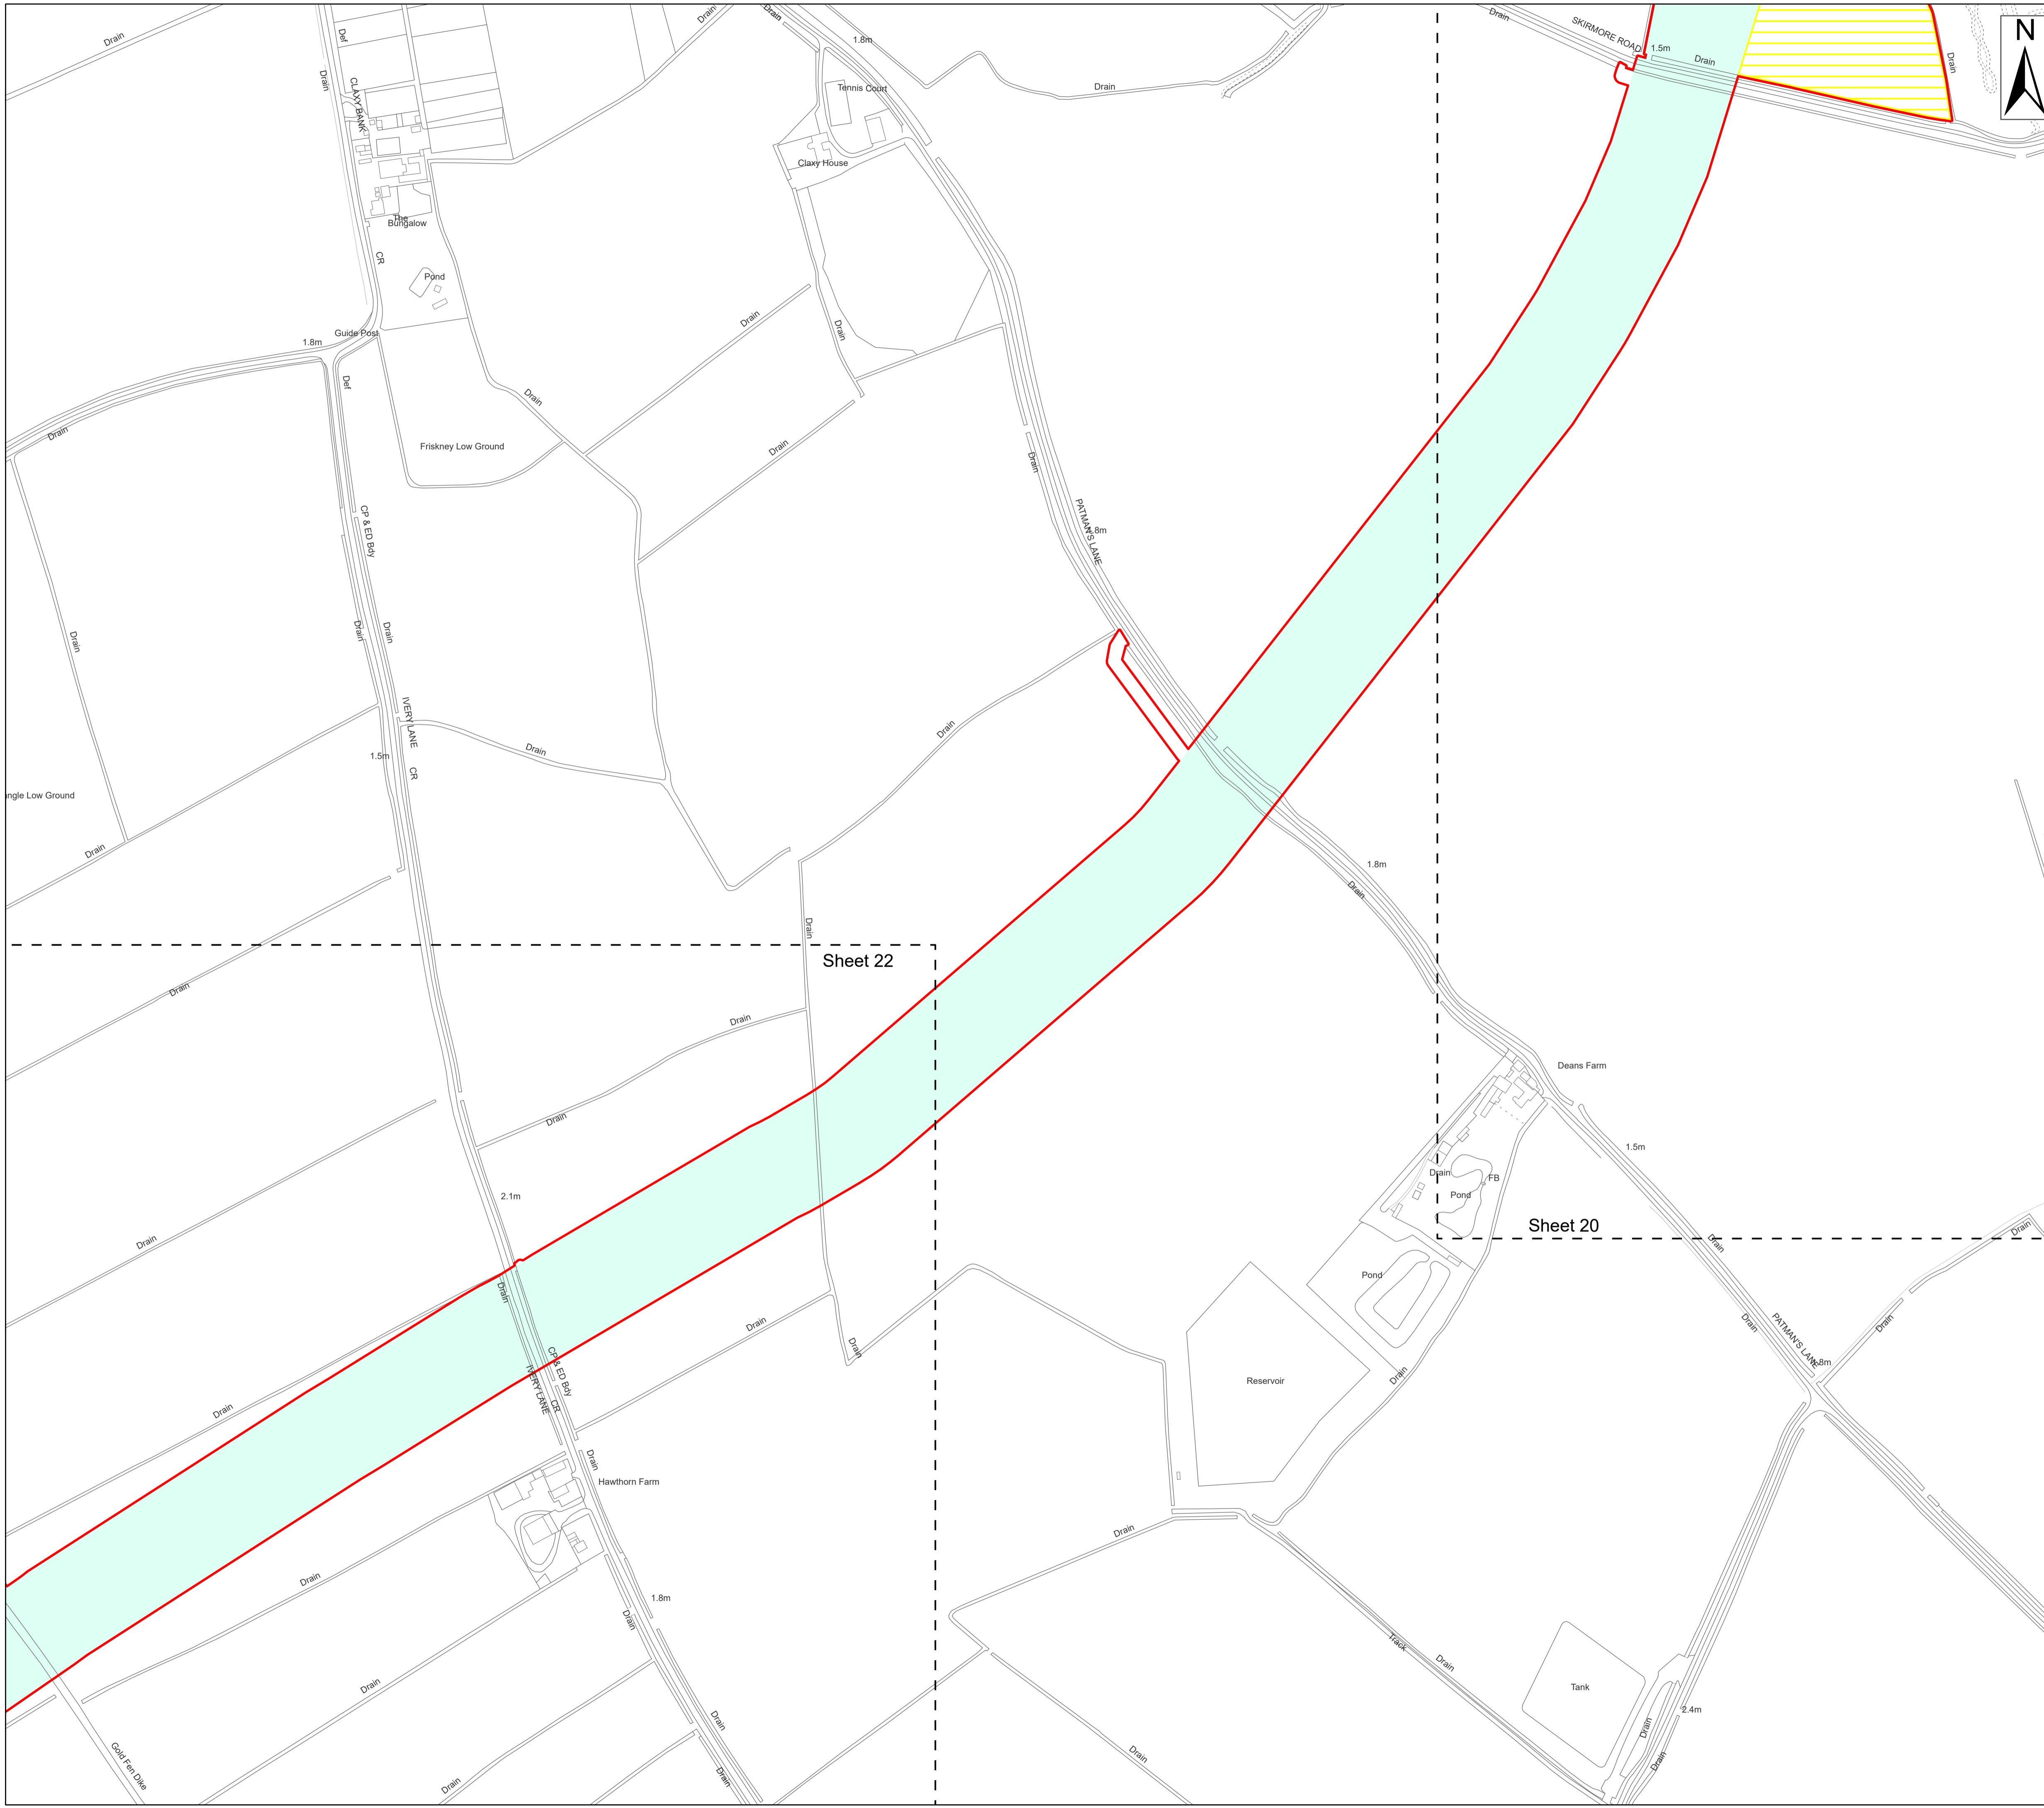 Drain
Def
Drain
Drain
1.8m
Drain
SKIRMORE ROAD
1.5m
Drain
Drain
N
Drain
CLAXY BANK
Tennis Court
Drain
Claxy House
The
Bungalow
CR
Pond
Guide Post
1.8m
Drain
Drain
Def
Drain
Drain
Friskney Low Ground
Drain
Drain
CP & ED Bdy
PATMAN'S LANE
1.8m
Drain
Drain
Drain
IVERY LANE
Drain
Drain
1.5m
CR
ngle Low Ground
Drain
1.8m
Drain
Drain
Sheet 22
Drain
Drain
Drain
Deans Farm
1.5m
Drain
FB
Pond
2.1m
Sheet 20
Drain
Drain
Drain
Pond
Drain
Drain
Drain
Drain
PATMAN'S LANE
1.8m
Drain
CP & ED Bdy
IVERY LANE
CR
Reservoir
Drain
Drain
Drain
Hawthorn Farm
Drain
Drain
1.8m
Drain
Track
Drain
Drain
Tank
2.4m
Drain
Drain
Drain
Gold Fen Dike
Drain
Drain
Drain